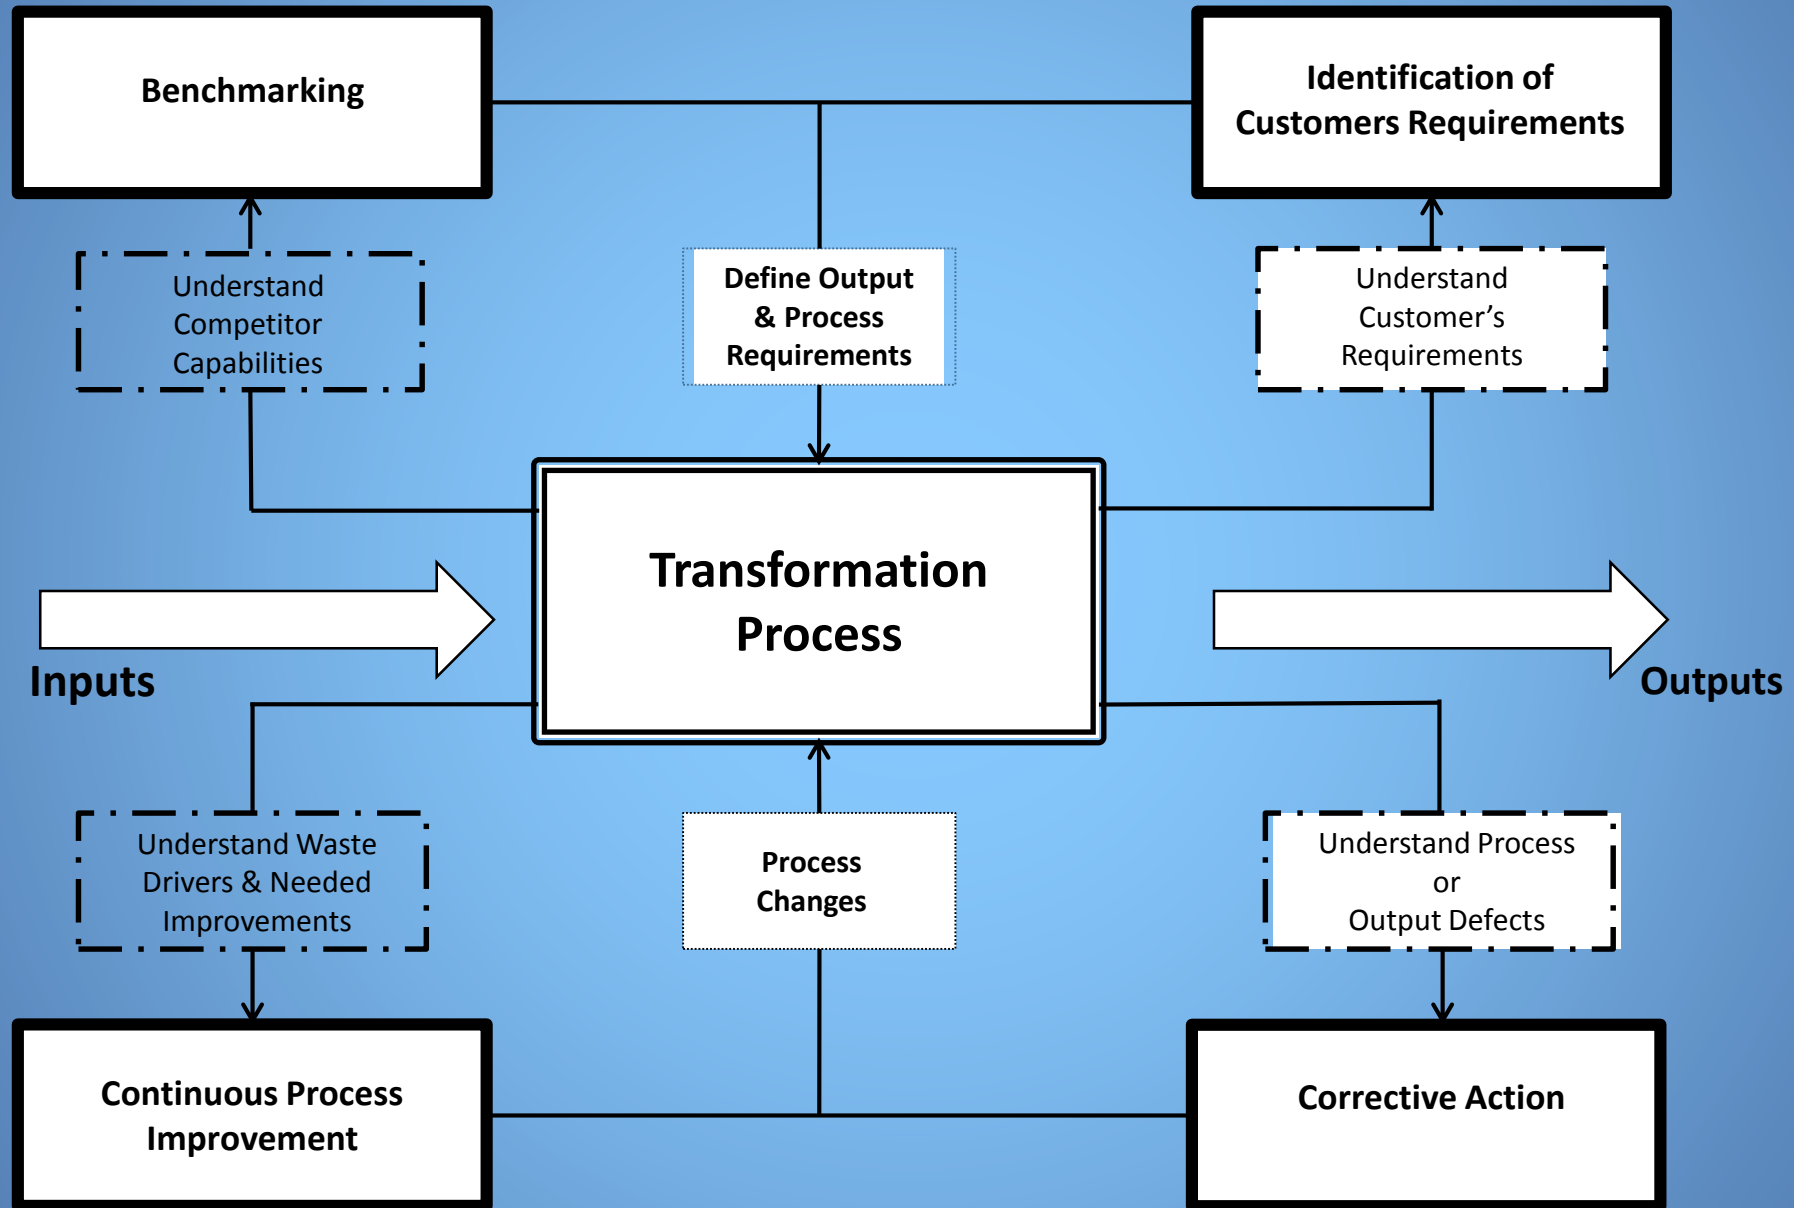 Benchmarking
Identification of
Customers Requirements
Understand
Competitor
Capabilities
Define Output
& Process
Requirements
Understand
Customer’s
Requirements
Transformation
Process
Inputs
Outputs
Understand Waste
Drivers & Needed
Improvements
Process
Changes
Understand Process
or
Output Defects
Continuous Process
Improvement
Corrective Action